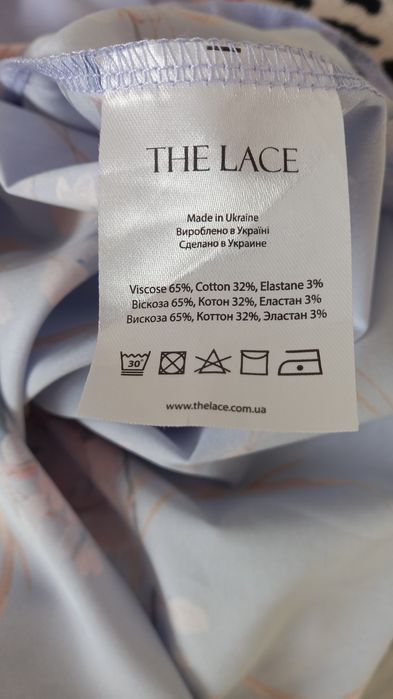 THE LACE
Made in Ukraine
Вироблено в Україні
Сделано в Украине
Viscose 65%, Cotton 32%, Elastane 3%
Віскоза 65%, Котон 32%, Еластан 3%
Вискоза 65%, Коттон 32%, Эластан 3%
30°
www.thelace.com.ua